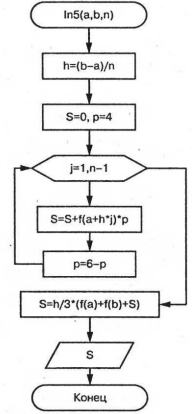 In5(a,b,n)
h=(b–a)/n
S=0, p=4
j=1,n–1
S=S+f(a+h*j)*p
p=6–p
S=h/3*(f(a)+f(b)+S)
S
Конец